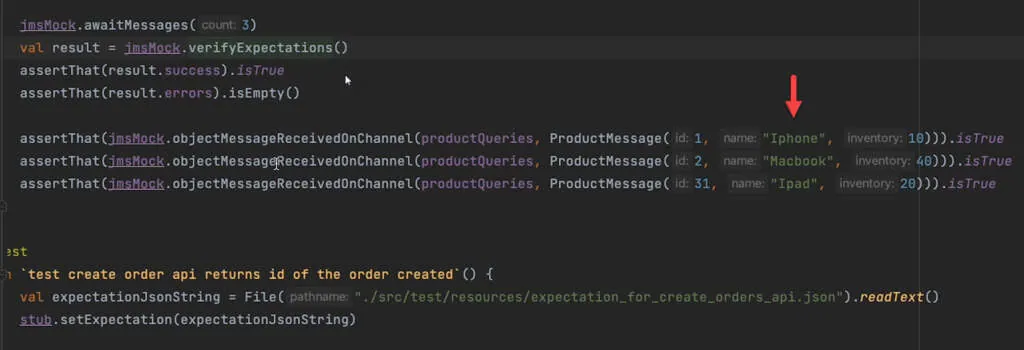 jmsMock.awaitMessages( count: 3)
val result = jmsMock.verifyExpectations()
assertThat(result.success).isTrue
assertThat(result.errors).isEmpty()
assertThat(jmsMock.objectMessageReceivedOnChannel(productQueries, ProductMessage( id: 1, name: "Iphone", inventory: 10))).isTrue
assertThat(jmsMock.objectMessageReceivedOnChannel(productQueries, ProductMessage( id: 2, name: "Macbook", inventory: 40))).isTrue
assertThat(jmsMock.objectMessageReceivedOnChannel(productQueries, ProductMessage( id: 31, name: "Ipad", inventory: 20))).isTrue
est
n `test create order api returns id of the order created`() {
val expectationJsonString = File( pathname: "./src/test/resources/expectation_for_create_orders_api.json").readText()
stub.setExpectation(expectationJsonString)